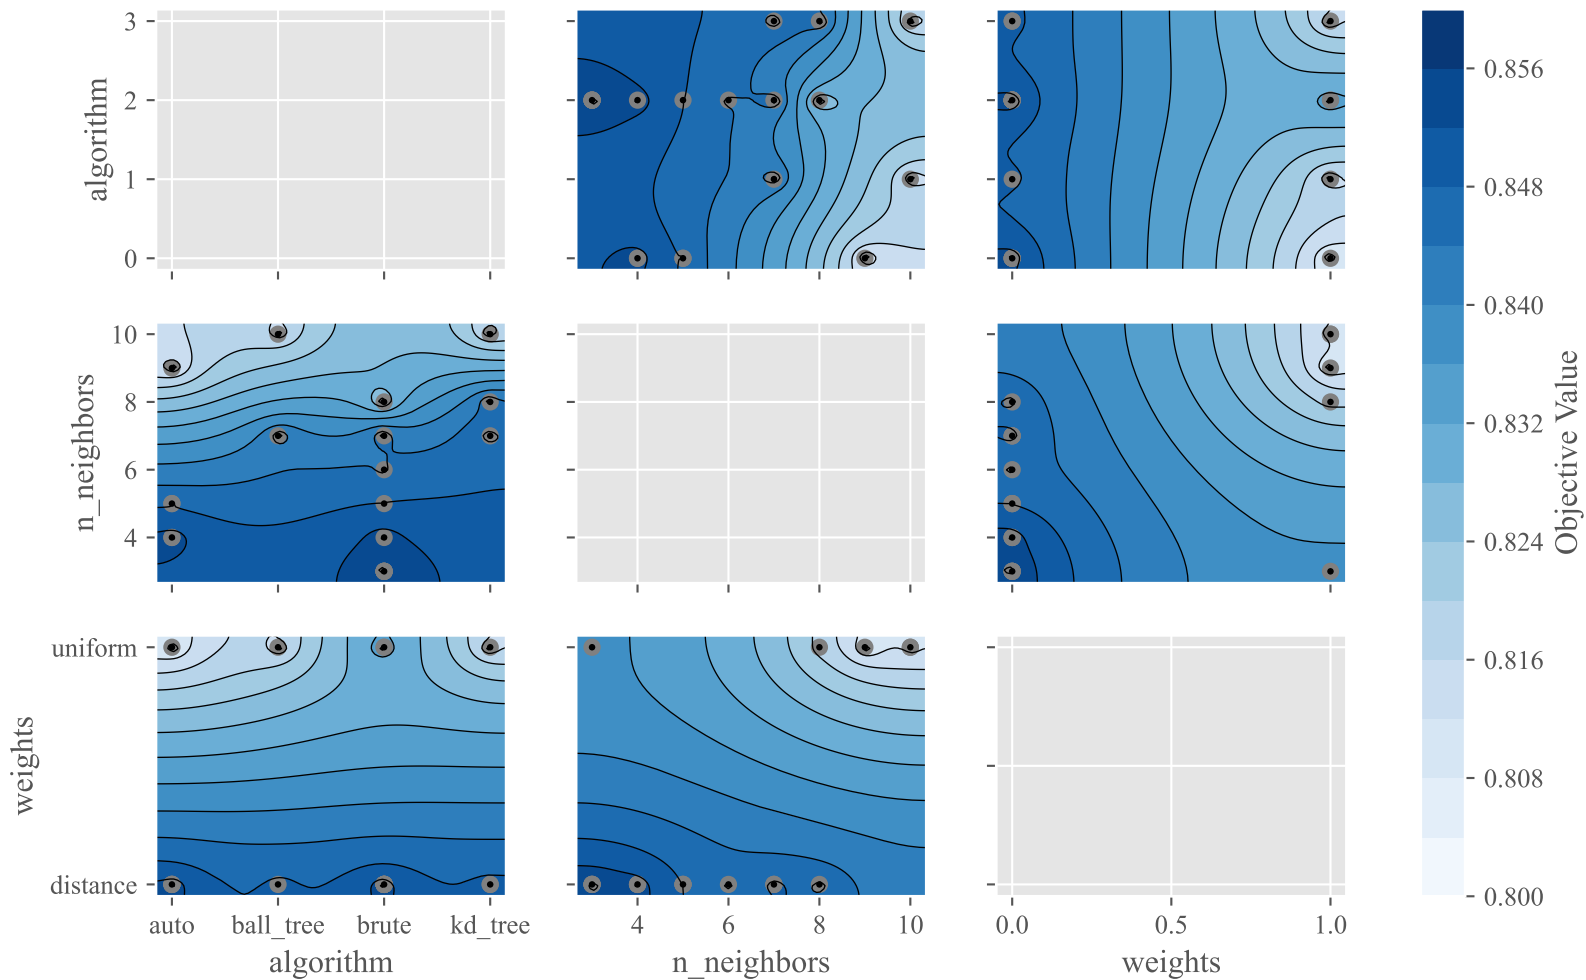 3
2
1
0
algorithm
10
8
6
4
n_neighbors
uniform
distance
weights
auto ball_tree brute kd_tree
algorithm
4 6 8 10
n_neighbors
0.0 0.5 1.0
weights
0.856
0.848
0.840
0.832
0.824
0.816
0.808
0.800
Objective Value